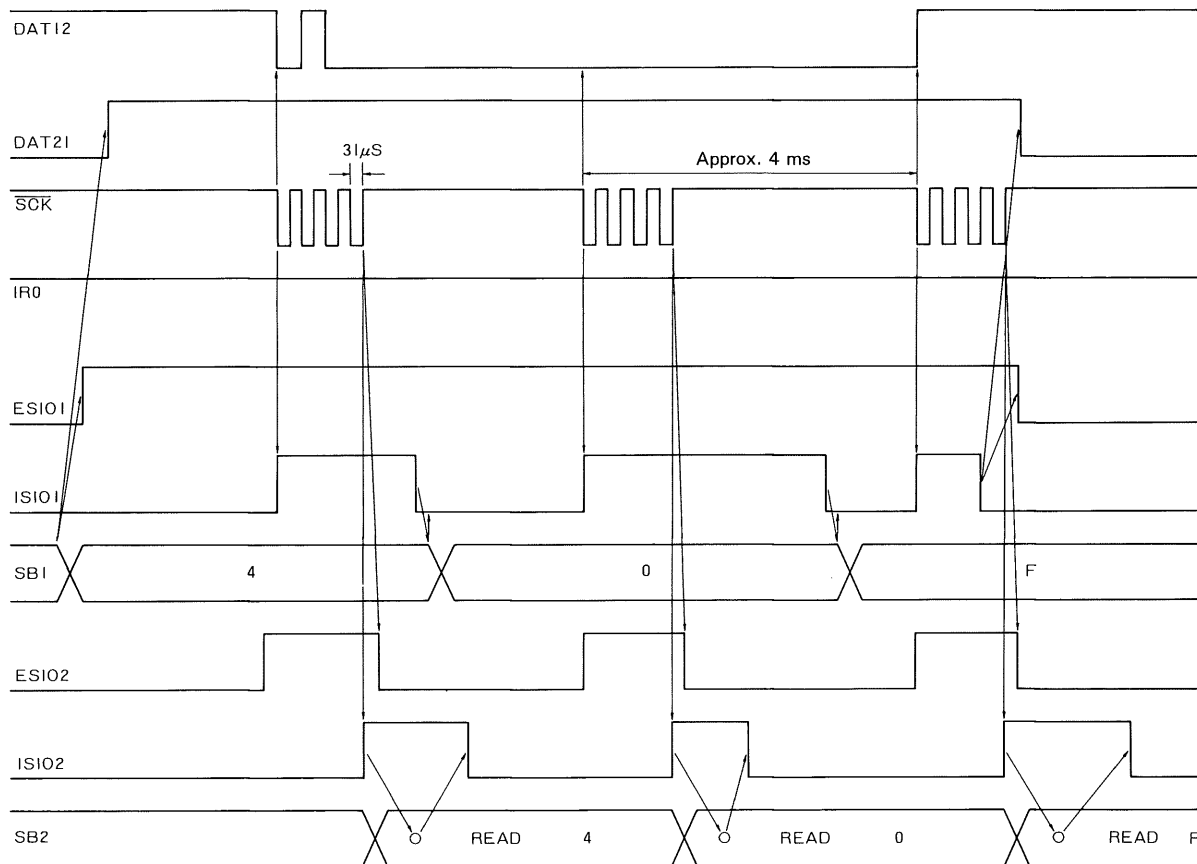 DAT12
DAT21
31μS
Approx. 4 ms
SCK
IR0
ESIO1
ISIO1
SB1 4 0 F
ESIO2
ISIO2
SB2 READ 4 READ 0 READ